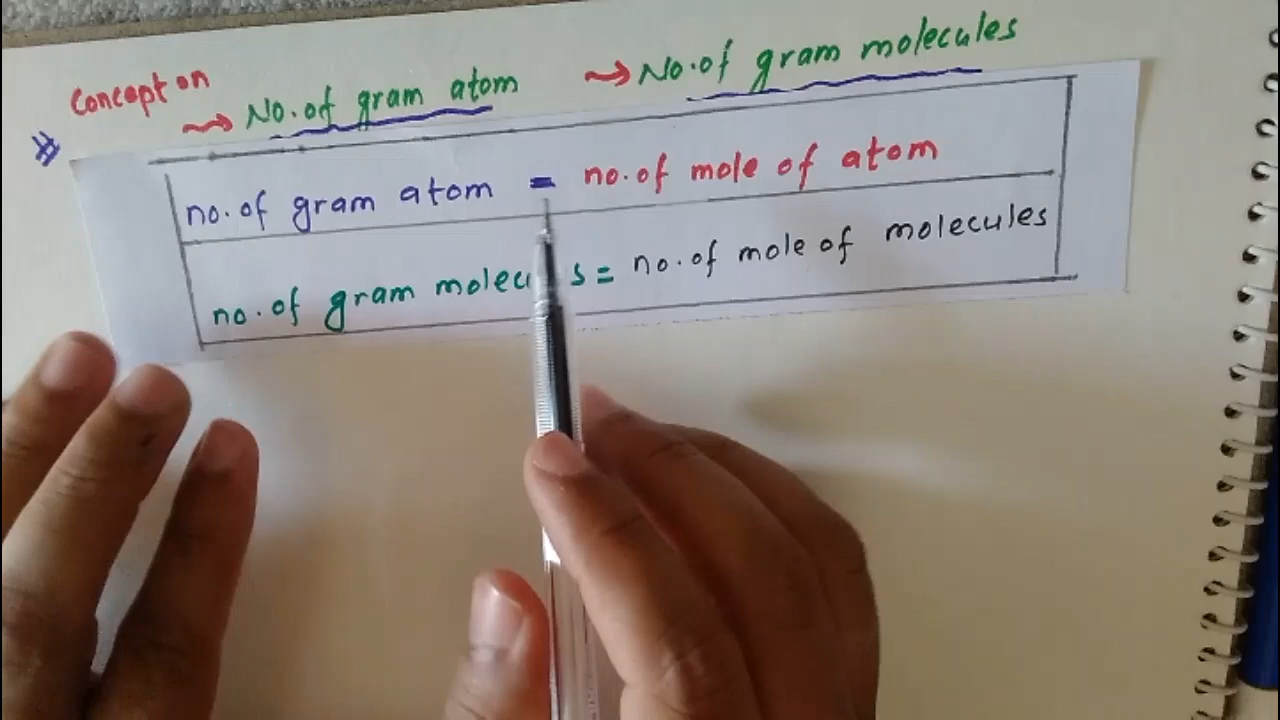 Concept on
→ No. of gram atom → No. of gram molecules
no. of gram atom = no. of mole of atom
no. of gram = no. of mole of molecules